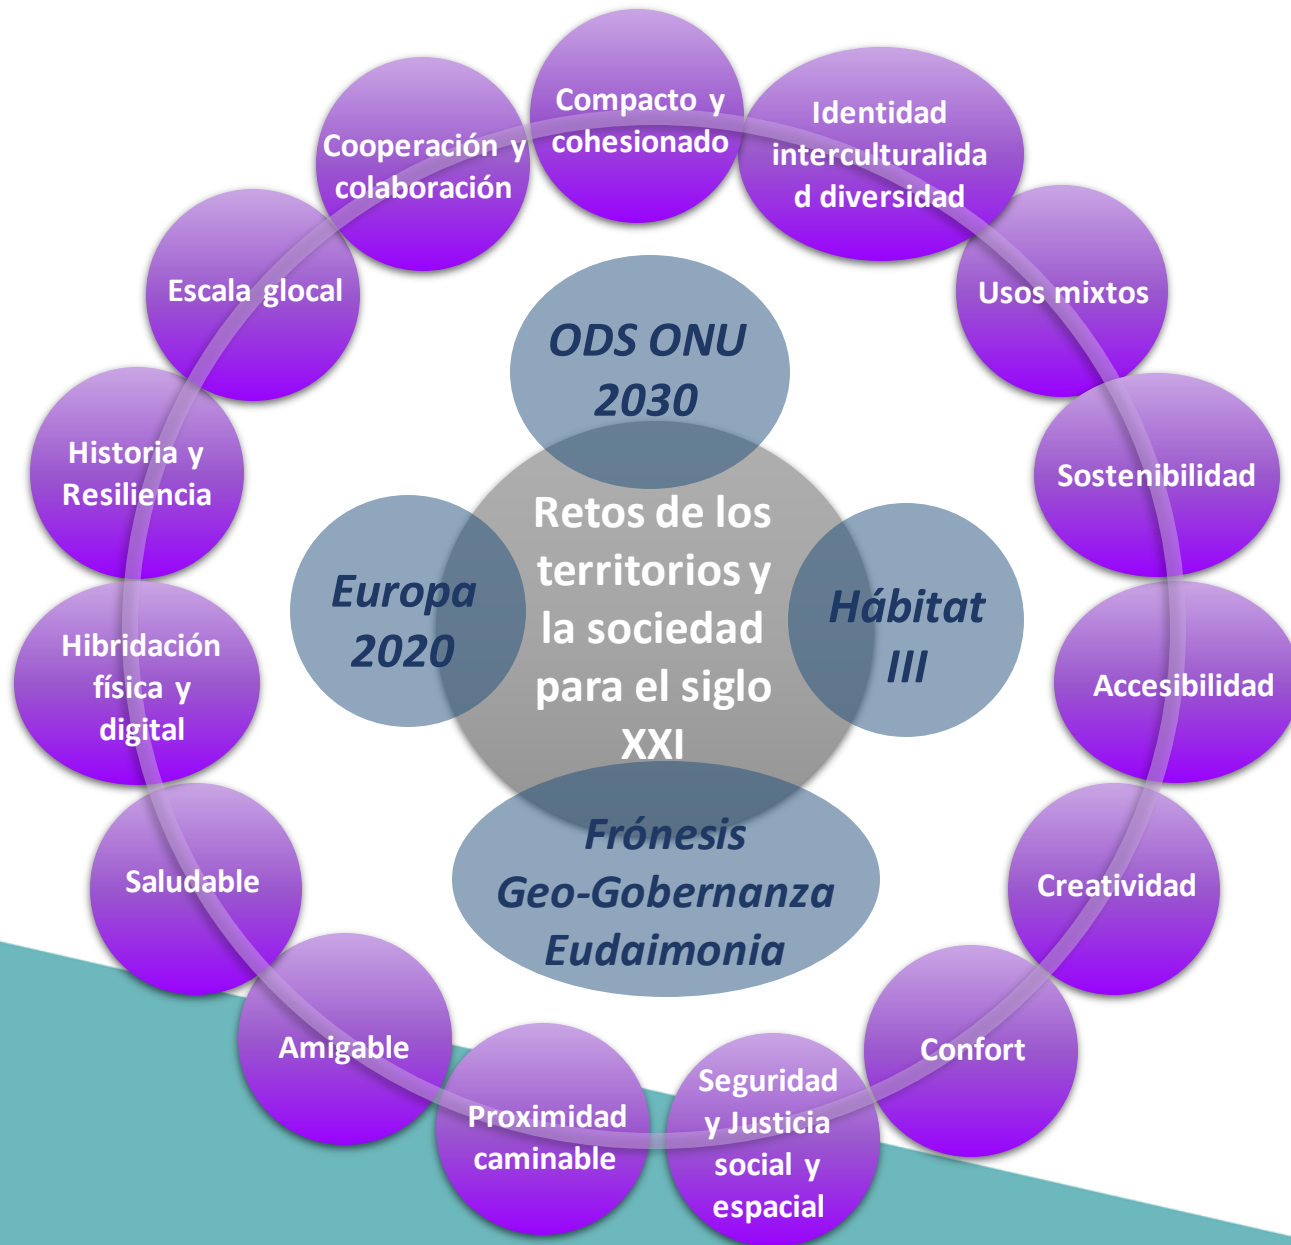 Compacto y
cohesionado
Identidad
interculturalida
d diversidad
Usos mixtos
Sostenibilidad
Accesibilidad
Creatividad
Confort
Seguridad
y Justicia
social y
espacial
Proximidad
caminable
Amigable
Saludable
Hibridación
física y
digital
Historia y
Resiliencia
Escala glocal
Cooperación y
colaboración
ODS ONU
2030
Europa
2020
Retos de los
territorios y
la sociedad
para el siglo
XXI
Hábitat
III
Frónesis
Geo-Gobernanza
Eudaimonia